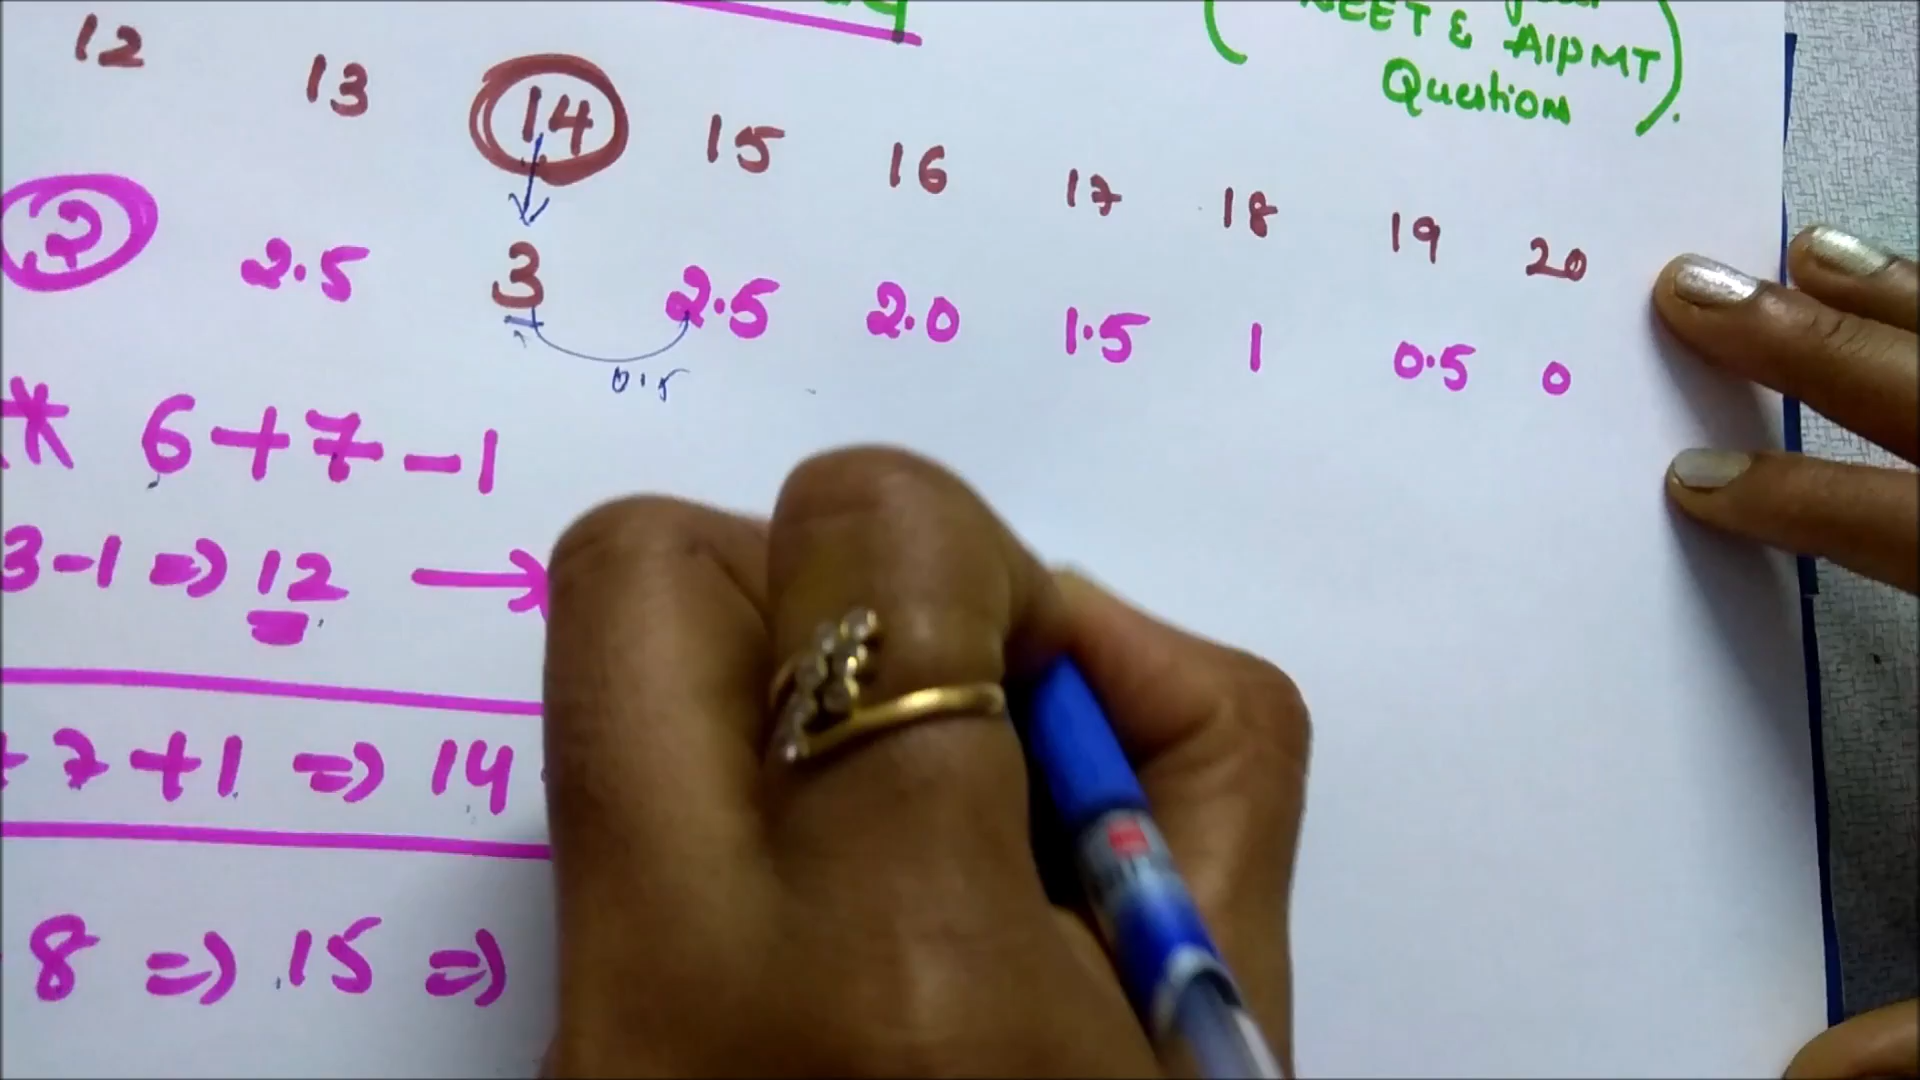 NEET & AIPMT
Questions
12 13 14 15 16 17 18 19 20
2 2.5 3 2.5 2.0 1.5 1 0.5 0
0.5
6+7-1
3-1 => 12 →
7+1 => 14
8 => 15 =>